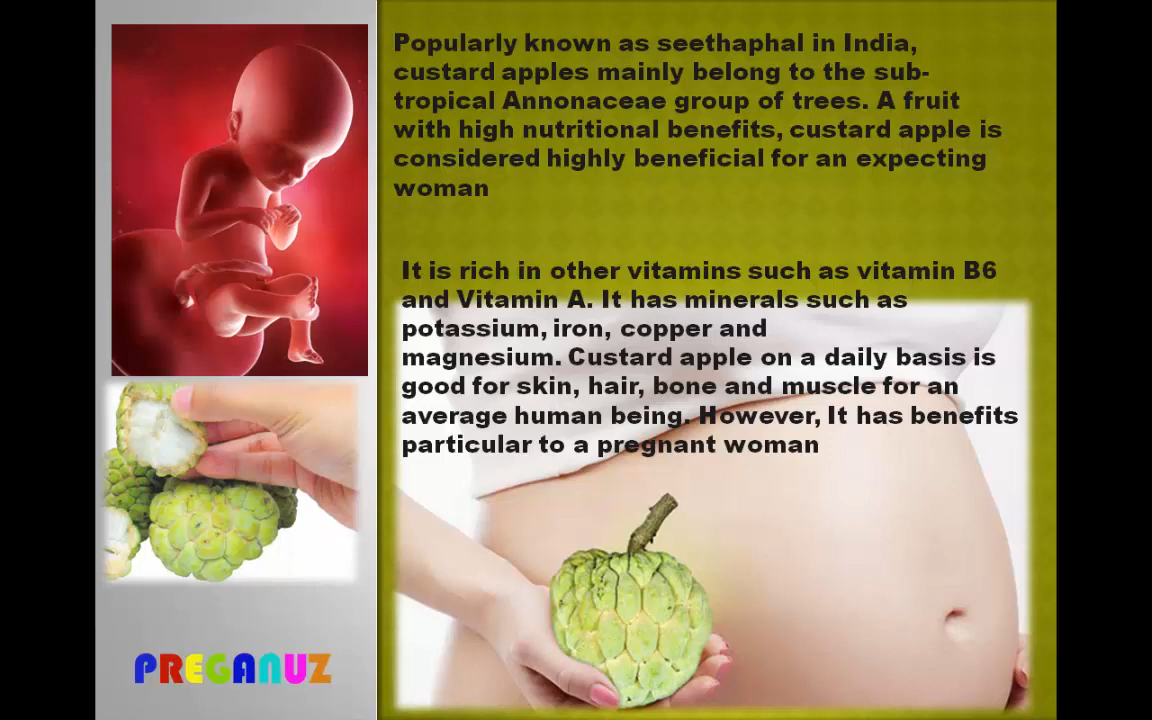 Popularly known as seethaphal in India,
custard apples mainly belong to the sub-
tropical Annonaceae group of trees. A fruit
with high nutritional benefits, custard apple is
considered highly beneficial for an expecting
woman
It is rich in other vitamins such as vitamin B6
and Vitamin A. It has minerals such as
potassium, iron, copper and
magnesium. Custard apple on a daily basis is
good for skin, hair, bone and muscle for an
average human being. However, It has benefits
particular to a pregnant woman
PREGANUZ